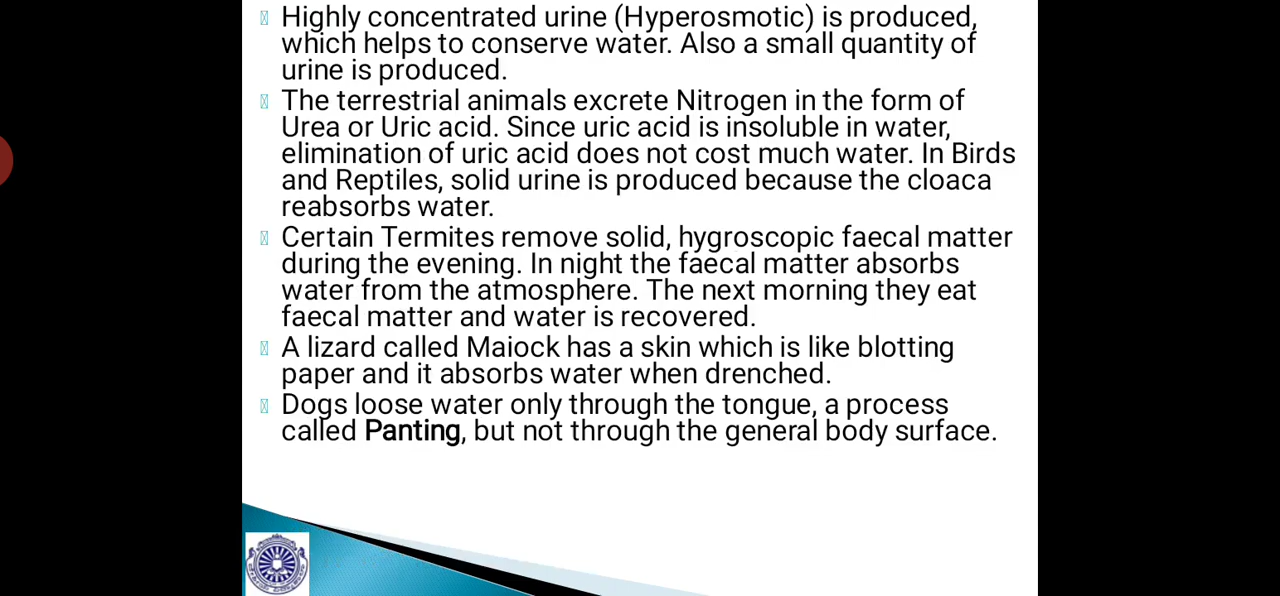 Highly concentrated urine (Hyperosmotic) is produced,
which helps to conserve water. Also a small quantity of
urine is produced.
The terrestrial animals excrete Nitrogen in the form of
Urea or Uric acid. Since uric acid is insoluble in water,
elimination of uric acid does not cost much water. In Birds
and Reptiles, solid urine is produced because the cloaca
reabsorbs water.
Certain Termites remove solid, hygroscopic faecal matter
during the evening. In night the faecal matter absorbs
water from the atmosphere. The next morning they eat
faecal matter and water is recovered.
A lizard called Maiock has a skin which is like blotting
paper and it absorbs water when drenched.
Dogs loose water only through the tongue, a process
called Panting, but not through the general body surface.